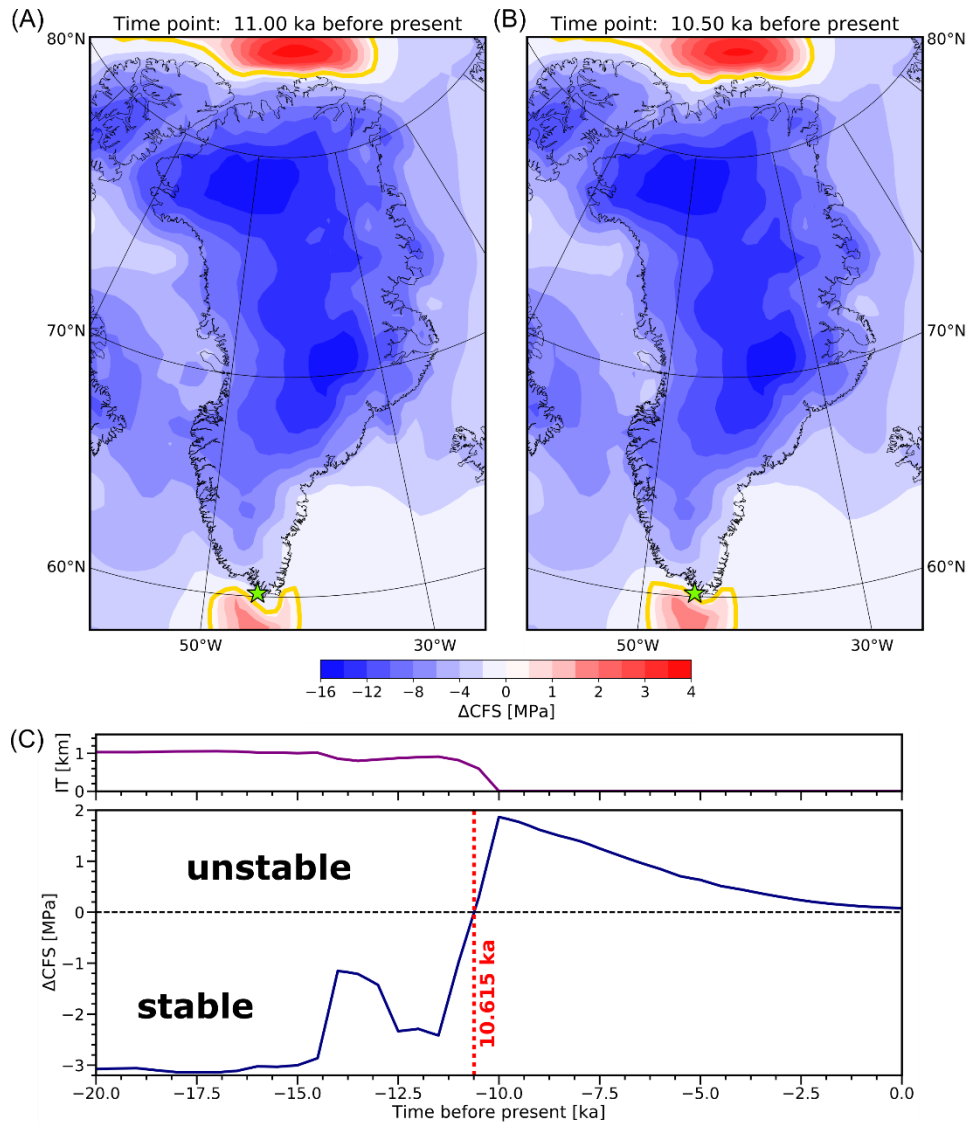 (A) Time point: 11.00 ka before present
(B) Time point: 10.50 ka before present
80°N
80°N
70°N
70°N
60°N
60°N
50°W 30°W 50°W 30°W
−16 −12 −8 −4 0 1 2 3 4
ΔCFS [MPa]
(C)
IT [km]
1
0
ΔCFS [MPa]
2
1
0
−1
−2
−3
unstable
stable
10.615 ka
−20.0 −17.5 −15.0 −12.5 −10.0 −7.5 −5.0 −2.5 0.0
Time before present [ka]